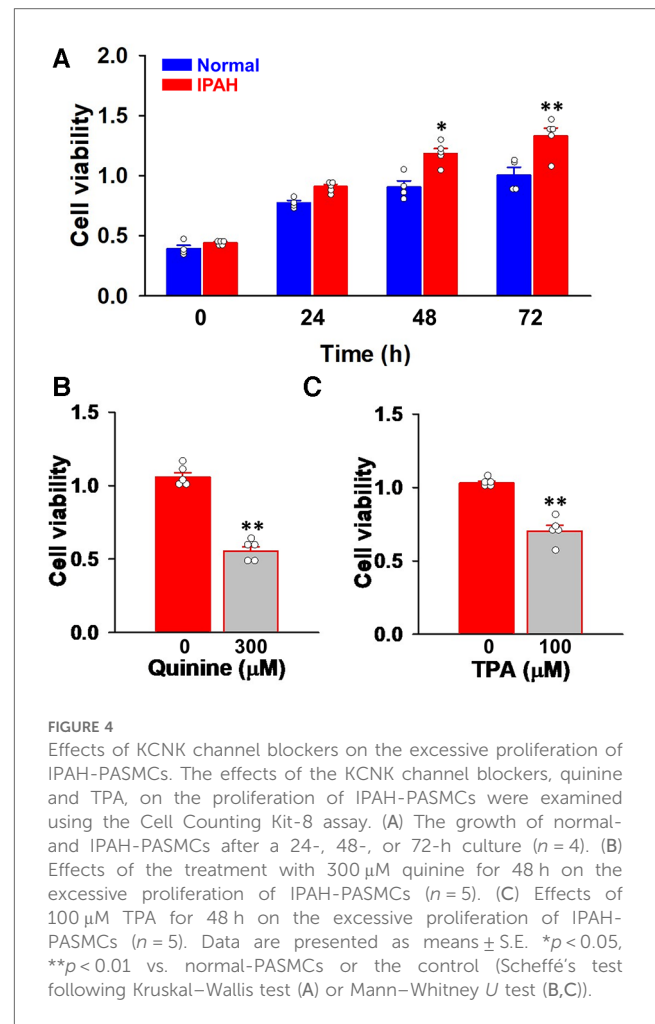 A
Normal
IPAH
2.0
1.5
1.0
0.5
0.0
Cell viability
*
**
0 24 48 72
Time (h)
B
1.5
1.0
0.5
0.0
Cell viability
**
0 300
Quinine (μM)
C
1.5
1.0
0.5
0.0
Cell viability
**
0 100
TPA (μM)
FIGURE 4
Effects of KCNK channel blockers on the excessive proliferation of
IPAH-PASMCs. The effects of the KCNK channel blockers, quinine
and TPA, on the proliferation of IPAH-PASMCs were examined
using the Cell Counting Kit-8 assay. (A) The growth of normal-
and IPAH-PASMCs after a 24-, 48-, or 72-h culture (n = 4). (B)
Effects of the treatment with 300 μM quinine for 48 h on the
excessive proliferation of IPAH-PASMCs (n = 5). (C) Effects of
100 μM TPA for 48 h on the excessive proliferation of IPAH-
PASMCs (n = 5). Data are presented as means ± S.E. *p < 0.05,
**p < 0.01 vs. normal-PASMCs or the control (Scheffé's test
following Kruskal–Wallis test (A) or Mann–Whitney U test (B,C)).